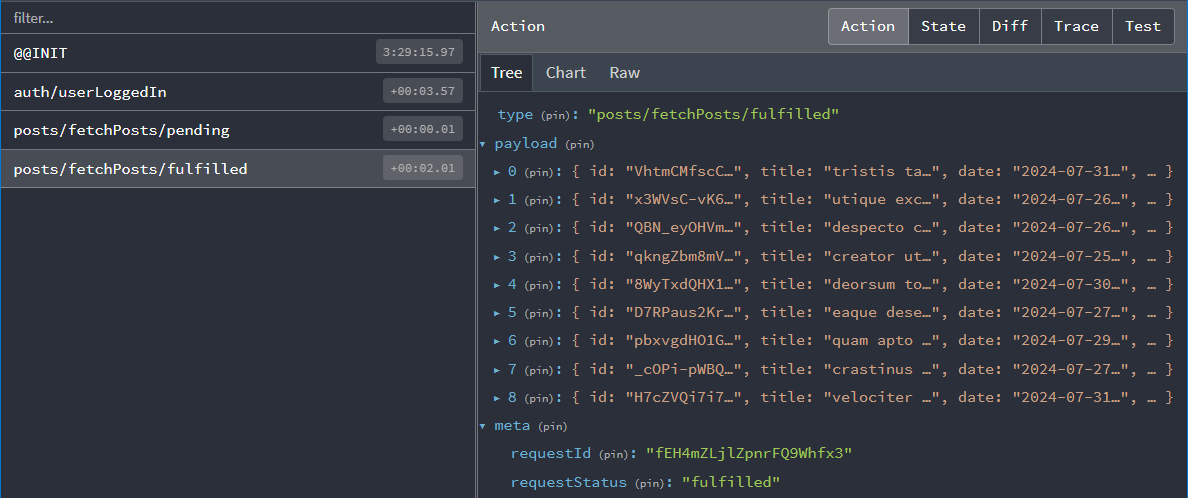 filter...
@@INIT 3:29:15.97
auth/userLoggedIn +00:03.57
posts/fetchPosts/pending +00:00.01
posts/fetchPosts/fulfilled +00:02.01
Action Action State Diff Trace Test
Tree Chart Raw
type (pin): "posts/fetchPosts/fulfilled"
▾ payload (pin)
▸ 0 (pin): { id: "VhtmCMfscC…", title: "tristis ta…", date: "2024-07-31…", … }
▸ 1 (pin): { id: "x3WVsC-vK6…", title: "utique exc…", date: "2024-07-26…", … }
▸ 2 (pin): { id: "QBN_eyOHVm…", title: "despecto c…", date: "2024-07-26…", … }
▸ 3 (pin): { id: "qkngZbm8mV…", title: "creator ut…", date: "2024-07-25…", … }
▸ 4 (pin): { id: "8WyTxdQHX1…", title: "deorsum to…", date: "2024-07-30…", … }
▸ 5 (pin): { id: "D7RPaus2Kr…", title: "eaque dese…", date: "2024-07-27…", … }
▸ 6 (pin): { id: "pbxvgdHO1G…", title: "quam apto …", date: "2024-07-29…", … }
▸ 7 (pin): { id: "_cOPi-pWBQ…", title: "crastinus …", date: "2024-07-27…", … }
▸ 8 (pin): { id: "H7cZVQi7i7…", title: "velociter …", date: "2024-07-31…", … }
▾ meta (pin)
requestId (pin): "fEH4mZLjlZpnrFQ9Whfx3"
requestStatus (pin): "fulfilled"